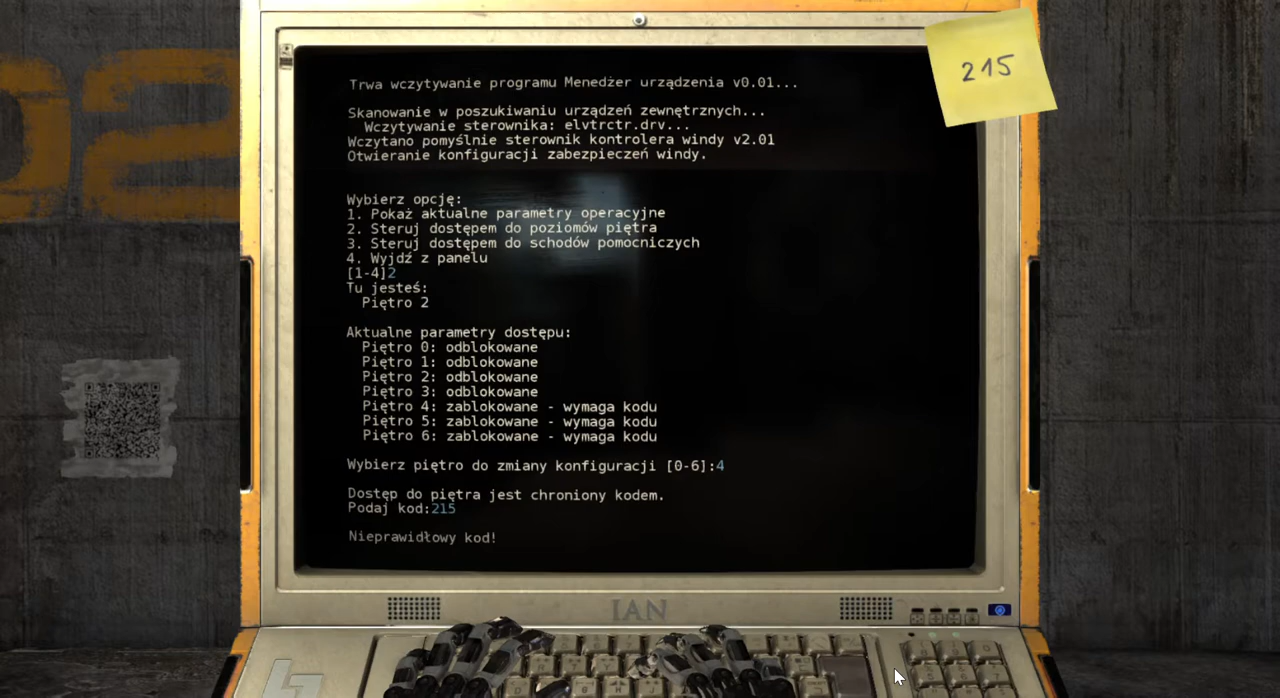 02
215
Trwa wczytywanie programu Menedżer urządzenia v0.01...
Skanowanie w poszukiwaniu urządzeń zewnętrznych...
Wczytywanie sterownika: elvtrctr.drv...
Wczytano pomyślnie sterownik kontrolera windy v2.01
Otwieranie konfiguracji zabezpieczeń windy.
Wybierz opcję:
1. Pokaż aktualne parametry operacyjne
2. Steruj dostępem do poziomów piętra
3. Steruj dostępem do schodów pomocniczych
4. Wyjdź z panelu
[1-4]2
Tu jesteś:
Piętro 2
Aktualne parametry dostępu:
Piętro 0: odblokowane
Piętro 1: odblokowane
Piętro 2: odblokowane
Piętro 3: odblokowane
Piętro 4: zablokowane - wymaga kodu
Piętro 5: zablokowane - wymaga kodu
Piętro 6: zablokowane - wymaga kodu
Wybierz piętro do zmiany konfiguracji [0-6]:4
Dostęp do piętra jest chroniony kodem.
Podaj kod:215
Nieprawidłowy kod!
IAN